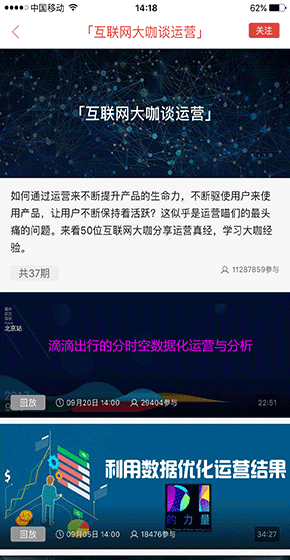 中国移动
14:18
62%
「互联网大咖谈运营」
关注
「互联网大咖谈运营」
如何通过运营来不断提升产品的生命力，不断驱使用户来使
用产品，让用户不断保持着活跃？这似乎是运营喵们的最头
痛的问题。来看50位互联网大咖分享运营真经，学习大咖经
验。
共37期
11287859参与
北京站
滴滴出行的分时空数据化运营与分析
回放
09月20日 14:00
29404参与
22:51
利用数据优化运营结果
的力量
回放
09月05日 14:00
18476参与
34:27